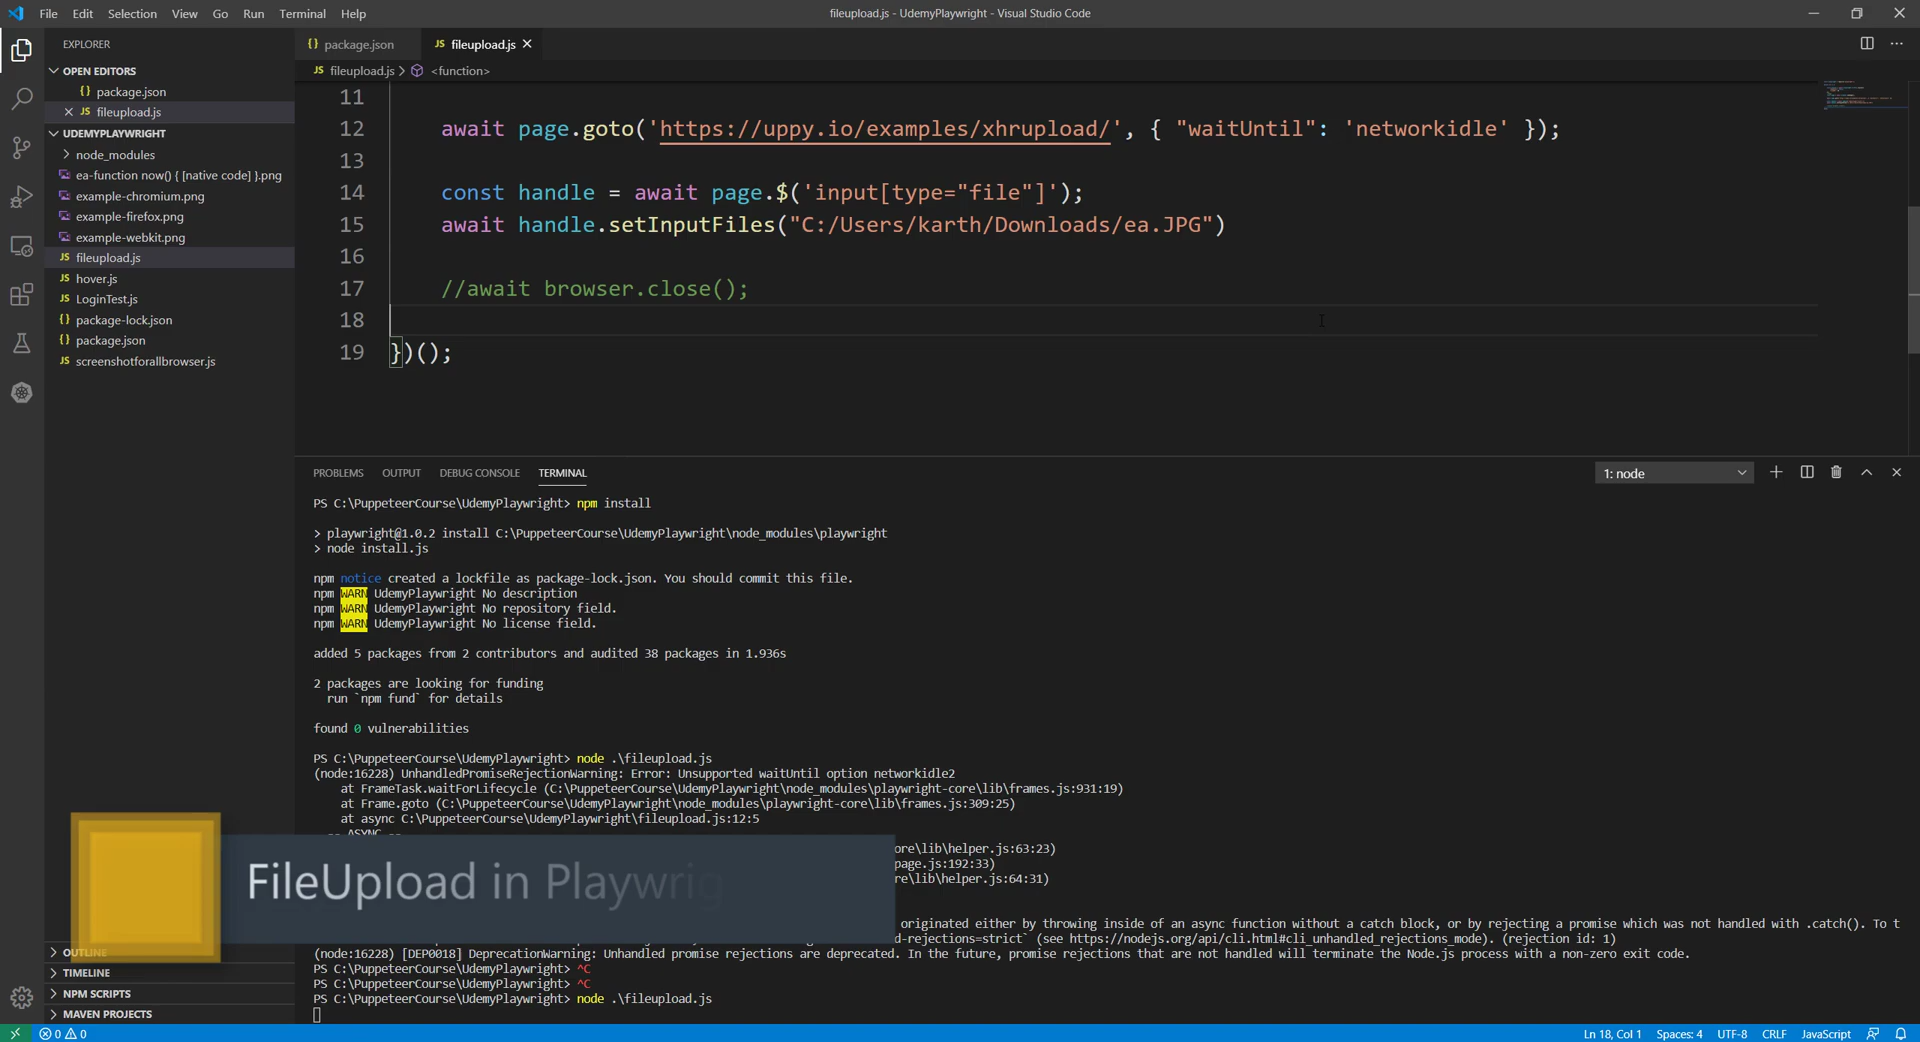 File Edit Selection View Go Run Terminal Help
fileupload.js - UdemyPlaywright - Visual Studio Code
EXPLORER
OPEN EDITORS
{} package.json
JS fileupload.js
UDEMYPLAYWRIGHT
node_modules
ea-function now() { [native code] }.png
example-chromium.png
example-firefox.png
example-webkit.png
JS fileupload.js
JS hover.js
JS LoginTest.js
{} package-lock.json
{} package.json
JS screenshotforallbrowser.js
OUTLINE
TIMELINE
NPM SCRIPTS
MAVEN PROJECTS
{} package.json
JS fileupload.js
JS fileupload.js > <function>
11
12 await page.goto('https://uppy.io/examples/xhrupload/', { "waitUntil": 'networkidle' });
13
14 const handle = await page.$('input[type="file"]');
15 await handle.setInputFiles("C:/Users/karth/Downloads/ea.JPG")
16
17 //await browser.close();
18
19 })();
PROBLEMS OUTPUT DEBUG CONSOLE TERMINAL
1: node
PS C:\PuppeteerCourse\UdemyPlaywright> npm install
> playwright@1.0.2 install C:\PuppeteerCourse\UdemyPlaywright\node_modules\playwright
> node install.js
npm notice created a lockfile as package-lock.json. You should commit this file.
npm WARN UdemyPlaywright No description
npm WARN UdemyPlaywright No repository field.
npm WARN UdemyPlaywright No license field.
added 5 packages from 2 contributors and audited 38 packages in 1.936s
2 packages are looking for funding
run `npm fund` for details
found 0 vulnerabilities
PS C:\PuppeteerCourse\UdemyPlaywright> node .\fileupload.js
(node:16228) UnhandledPromiseRejectionWarning: Error: Unsupported waitUntil option networkidle2
at FrameTask.waitForLifecycle (C:\PuppeteerCourse\UdemyPlaywright\node_modules\playwright-core\lib\frames.js:931:19)
at Frame.goto (C:\PuppeteerCourse\UdemyPlaywright\node_modules\playwright-core\lib\frames.js:309:25)
at async C:\PuppeteerCourse\UdemyPlaywright\fileupload.js:12:5
-- ASYNC --
ore\lib\helper.js:63:23)
page.js:192:33)
re\lib\helper.js:64:31)
FileUpload in Playwrig
originated either by throwing inside of an async function without a catch block, or by rejecting a promise which was not handled with .catch(). To t
d-rejections=strict` (see https://nodejs.org/api/cli.html#cli_unhandled_rejections_mode). (rejection id: 1)
(node:16228) [DEP0018] DeprecationWarning: Unhandled promise rejections are deprecated. In the future, promise rejections that are not handled will terminate the Node.js process with a non-zero exit code.
PS C:\PuppeteerCourse\UdemyPlaywright> ^C
PS C:\PuppeteerCourse\UdemyPlaywright> ^C
PS C:\PuppeteerCourse\UdemyPlaywright> node .\fileupload.js
0 0
Ln 18, Col 1 Spaces: 4 UTF-8 CRLF JavaScript